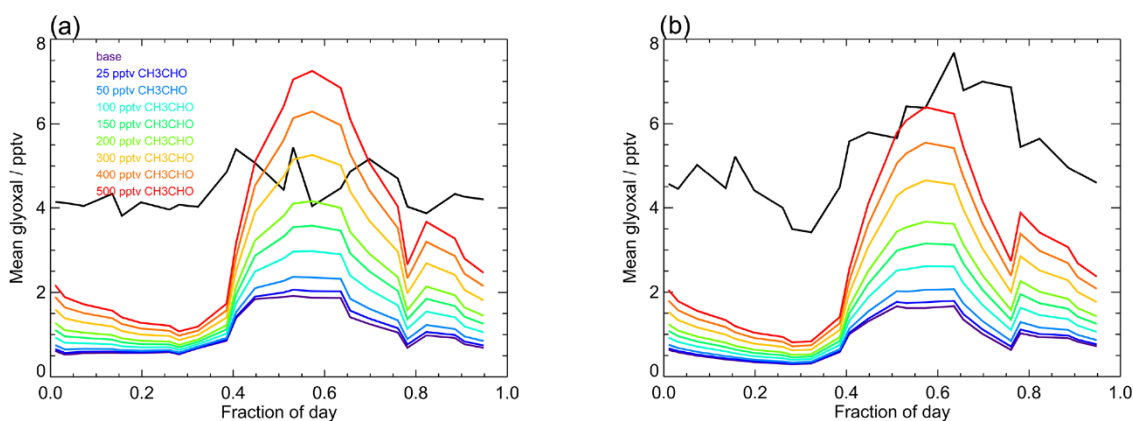 (a)
8
6
4
2
0
Mean glyoxal / pptv
base
25 pptv CH3CHO
50 pptv CH3CHO
100 pptv CH3CHO
150 pptv CH3CHO
200 pptv CH3CHO
300 pptv CH3CHO
400 pptv CH3CHO
500 pptv CH3CHO
0.0 0.2 0.4 0.6 0.8 1.0
Fraction of day
(b)
8
6
4
2
0
Mean glyoxal / pptv
0.0 0.2 0.4 0.6 0.8 1.0
Fraction of day